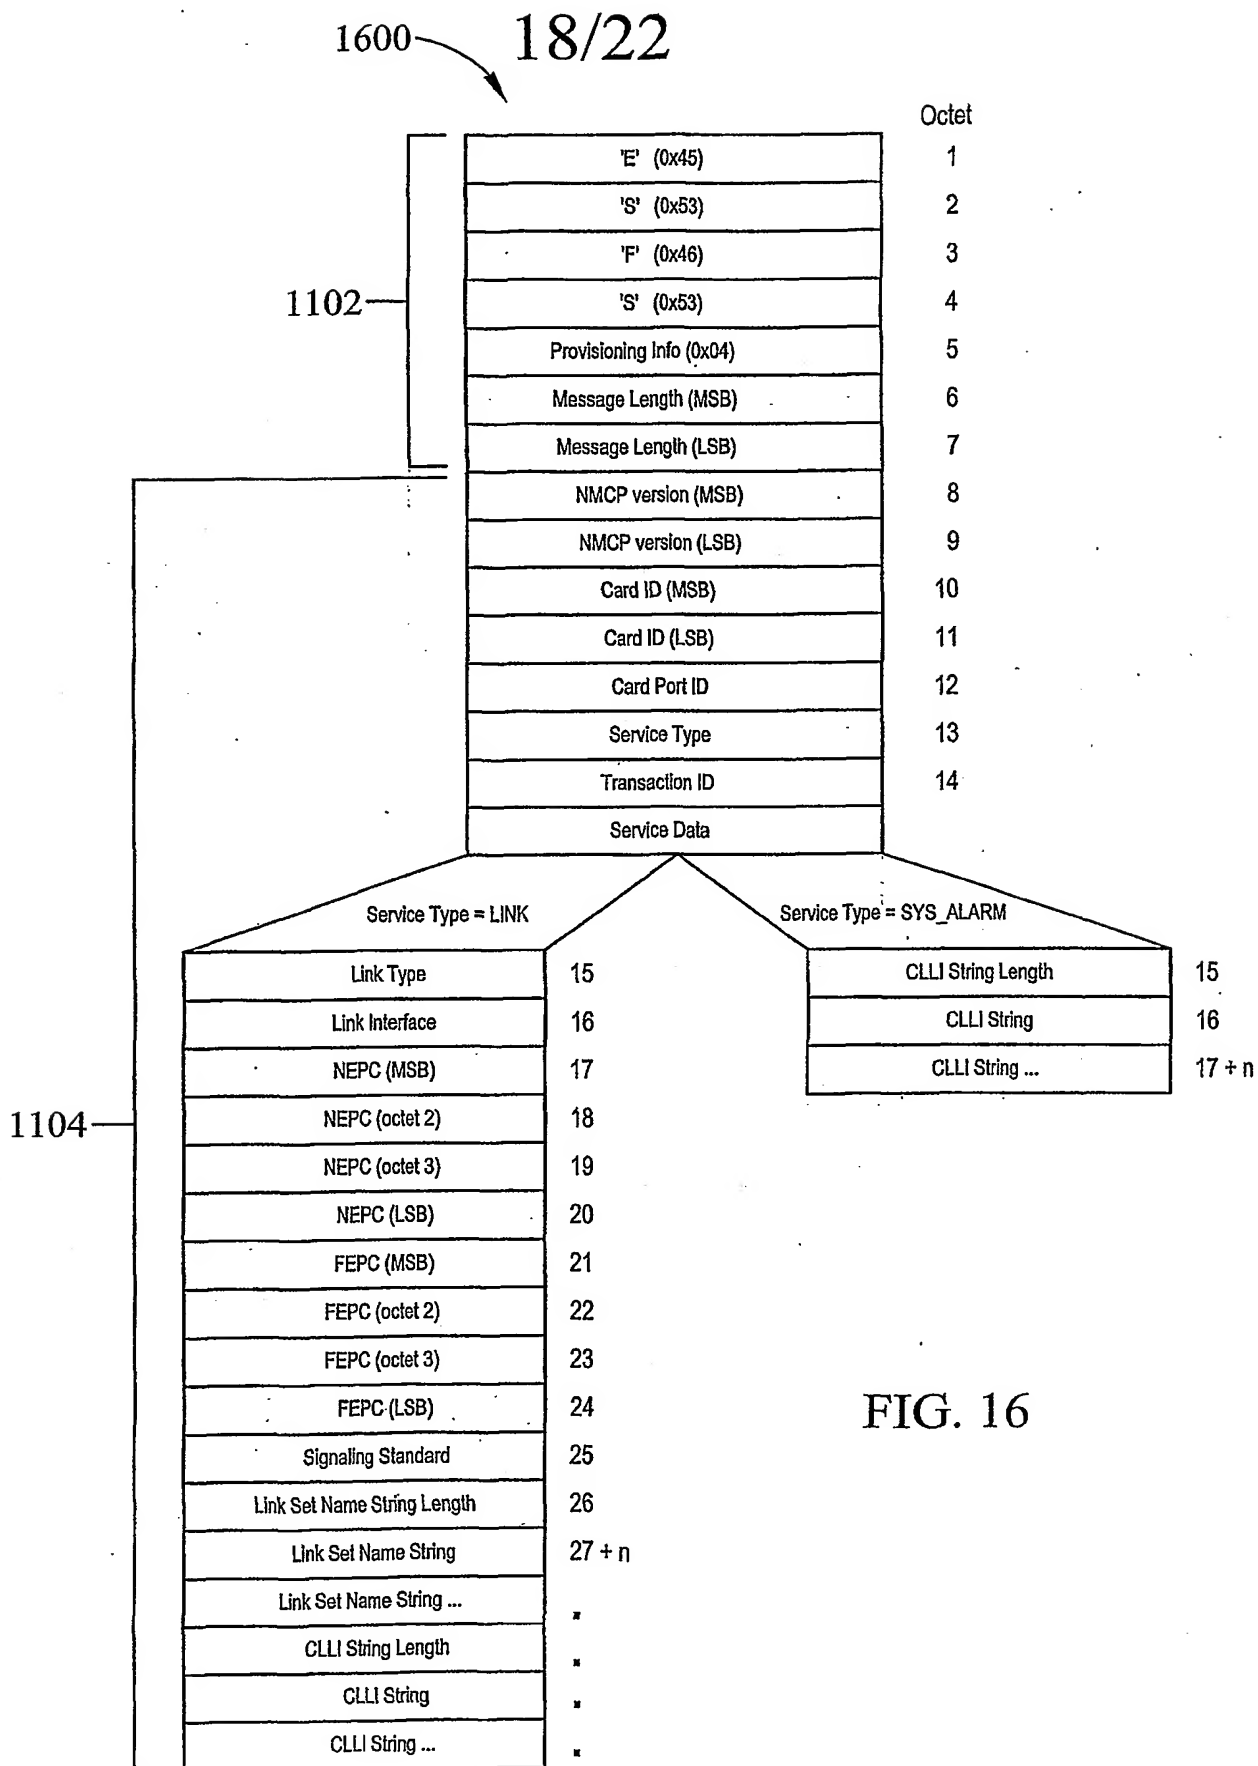 1600 18/22
Octet
'E' (0x45) 1
'S' (0x53) 2
'F' (0x46) 3
1102 'S' (0x53) 4
Provisioning Info (0x04) 5
Message Length (MSB) 6
Message Length (LSB) 7
NMCP version (MSB) 8
NMCP version (LSB) 9
Card ID (MSB) 10
Card ID (LSB) 11
Card Port ID 12
Service Type 13
Transaction ID 14
Service Data
Service Type = LINK Service Type = SYS_ALARM
Link Type 15 CLLI String Length 15
Link Interface 16 CLLI String 16
NEPC (MSB) 17 CLLI String ... 17 + n
1104 NEPC (octet 2) 18
NEPC (octet 3) 19
NEPC (LSB) 20
FEPC (MSB) 21
FEPC (octet 2) 22
FEPC (octet 3) 23
FEPC (LSB) 24
FIG. 16
Signaling Standard 25
Link Set Name String Length 26
Link Set Name String 27 + n
Link Set Name String ...
CLLI String Length
CLLI String
CLLI String ...